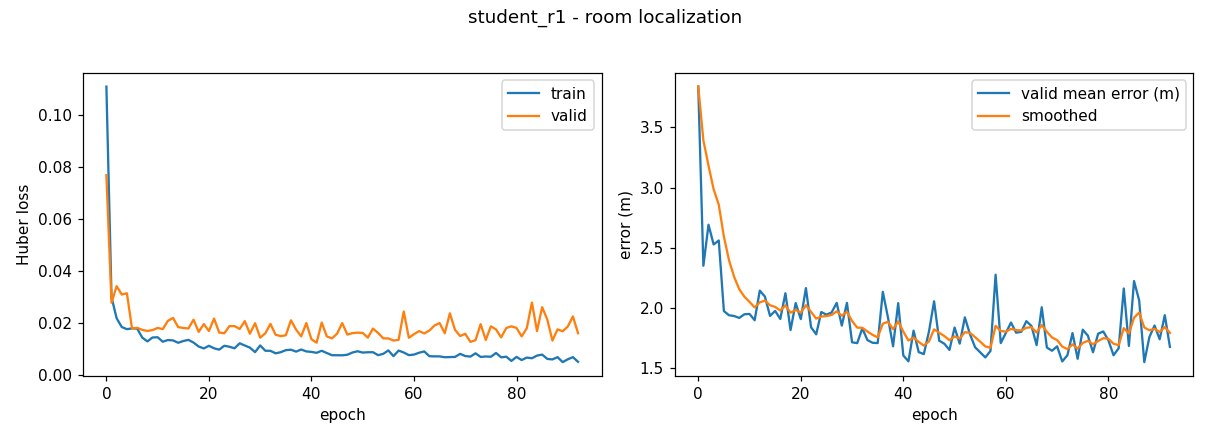 student_r1 - room localization
train
valid
Huber loss
0.10
0.08
0.06
0.04
0.02
0.00
0
20
40
60
80
epoch
valid mean error (m)
smoothed
error (m)
3.5
3.0
2.5
2.0
1.5
0
20
40
60
80
epoch